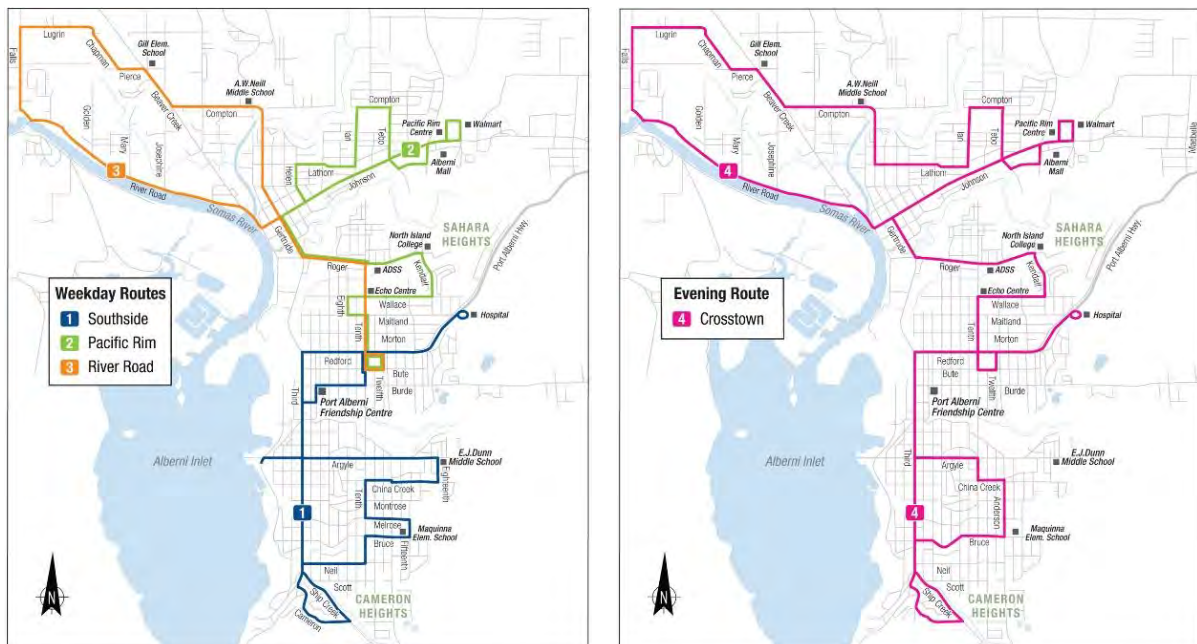 Lugrin
Falls
Chapman
Gill Elem.
School
Pierce
Beaver Creek
A.W.Neill
Middle School
Compton
Compton
Golden
Mary
Josephine
Ian
Tebo
Pacific Rim
Centre
Walmart
2
Alberni
Mall
Helen
Lathom
Johnson
3
River Road
Somas River
Gertrude
SAHARA
HEIGHTS
Port Alberni Hwy.
North Island
College
Roger
ADSS
Kendall
Echo Centre
Eighth
Wallace
Tenth
Maitland
Morton
Hospital
Weekday Routes
1 Southside
2 Pacific Rim
3 River Road
Redford
Bute
Twelfth
Burde
Third
Port Alberni
Friendship Centre
Alberni Inlet
Argyle
E.J.Dunn
Middle School
Eighteenth
Tenth
China Creek
Montrose
1
Melrose
Maquinna
Elem. School
Bruce
Fifteenth
Neil
Scott
Ship Creek
Cameron
CAMERON
HEIGHTS
N
Lugrin
Falls
Chapman
Gill Elem.
School
Pierce
Beaver Creek
A.W.Neill
Middle School
Compton
Compton
Golden
Mary
Josephine
Ian
Tebo
Pacific Rim
Centre
Walmart
Alberni
Mall
Lathom
Johnson
4
River Road
Somas River
Gertrude
SAHARA
HEIGHTS
Port Alberni Hwy.
North Island
College
Roger
ADSS
Kendall
Echo Centre
Wallace
Tenth
Maitland
Morton
Hospital
Evening Route
4 Crosstown
Redford
Bute
Twelfth
Burde
Port Alberni
Friendship Centre
Third
Alberni Inlet
Argyle
E.J.Dunn
Middle School
China Creek
Anderson
4
Maquinna
Elem. School
Bruce
Neil
Scott
Ship Creek
CAMERON
HEIGHTS
N